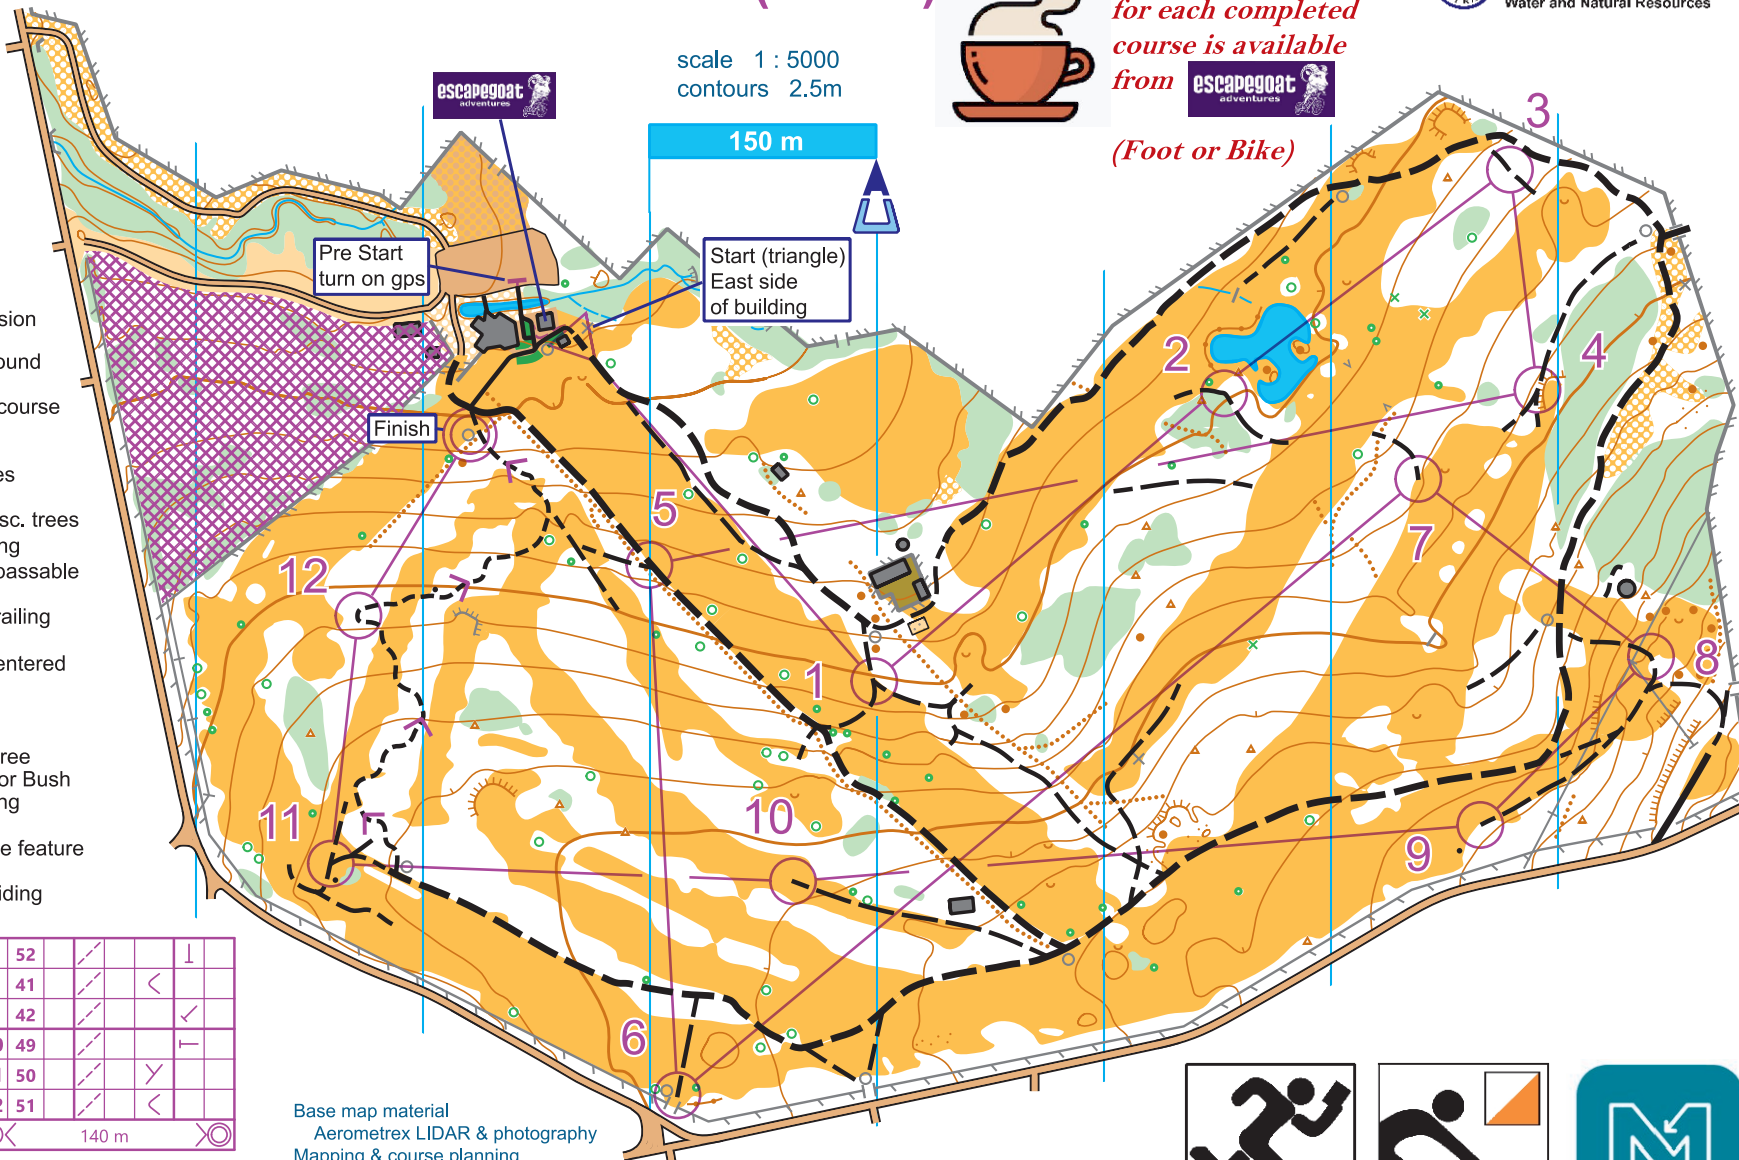 for each completed
course is available
from escapegoat
adventures
(Foot or Bike)
Water and Natural Resources
scale 1 : 5000
contours 2.5m
150 m
escapegoat
adventures
Pre Start
turn on gps
Start (triangle)
East side
of building
Finish
sion
ound
course
es
sc. trees
ng
passable
railing
entered
ree
or Bush
ng
e feature
iding
1
2
3
4
5
6
7
8
9
10
11
12
52
41
42
49
50
51
140 m
Base map material
Aerometrex LIDAR & photography
Mapping & course planning